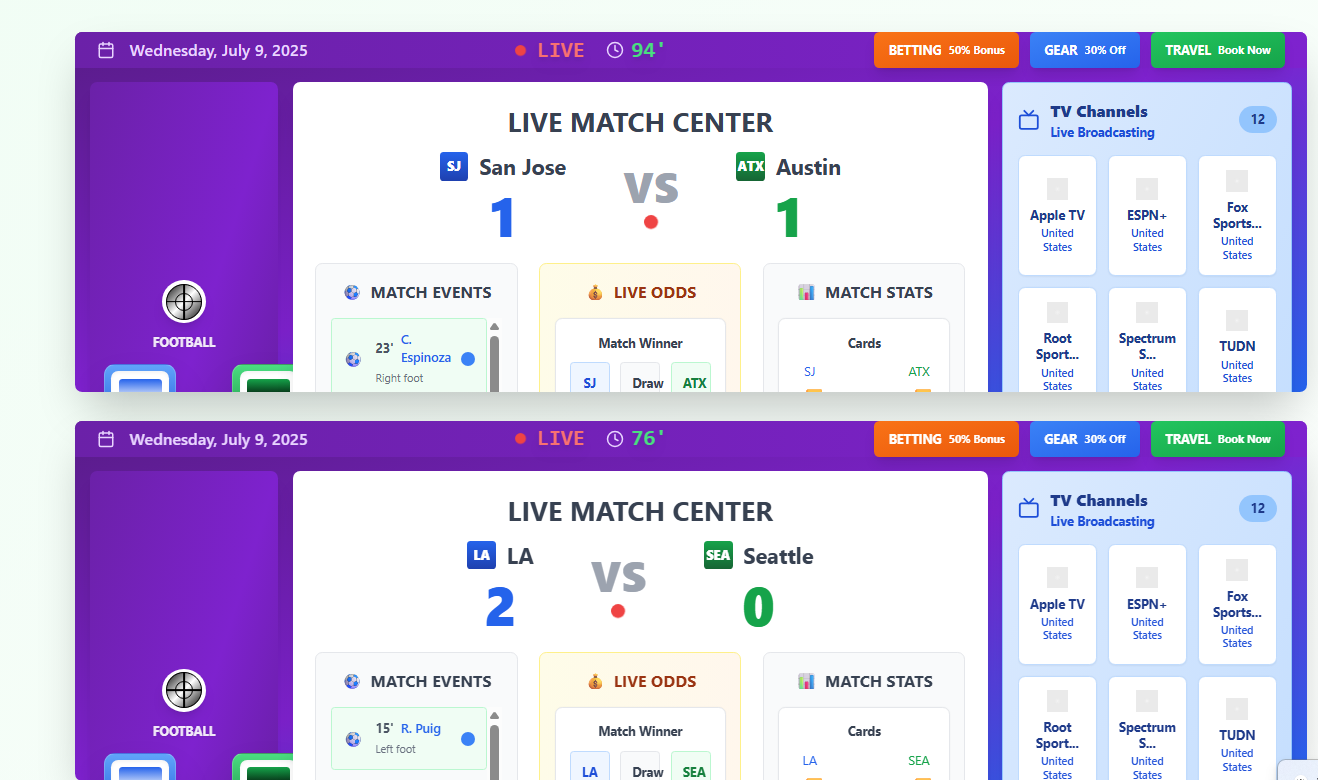 Wednesday, July 9, 2025
LIVE 94'
BETTING 50% Bonus
GEAR 30% Off
TRAVEL Book Now
LIVE MATCH CENTER
SJ San Jose
VS
ATX Austin
1
1
FOOTBALL
MATCH EVENTS
23' C.
Espinoza
Right foot
LIVE ODDS
Match Winner
SJ Draw ATX
MATCH STATS
Cards
SJ ATX
TV Channels
Live Broadcasting
12
Apple TV
United
States
ESPN+
United
States
Fox
Sports...
United
States
Root
Sport...
United
States
Spectrum
S...
United
States
TUDN
United
States
Wednesday, July 9, 2025
LIVE 76'
BETTING 50% Bonus
GEAR 30% Off
TRAVEL Book Now
LIVE MATCH CENTER
LA LA
VS
SEA Seattle
2
0
FOOTBALL
MATCH EVENTS
15' R. Puig
Left foot
LIVE ODDS
Match Winner
LA Draw SEA
MATCH STATS
Cards
LA SEA
TV Channels
Live Broadcasting
12
Apple TV
United
States
ESPN+
United
States
Fox
Sports...
United
States
Root
Sport...
United
States
Spectrum
S...
United
States
TUDN
United
States